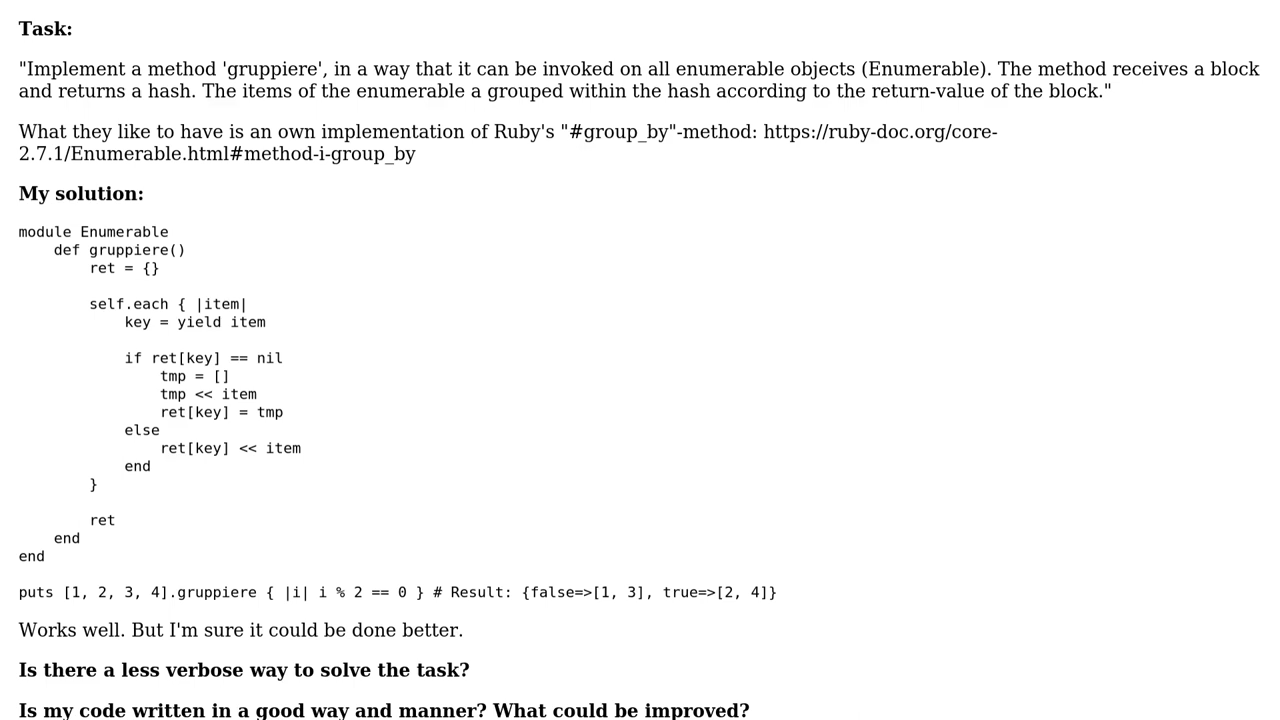 Task:
"Implement a method 'gruppiere', in a way that it can be invoked on all enumerable objects (Enumerable). The method receives a block
and returns a hash. The items of the enumerable a grouped within the hash according to the return-value of the block."
What they like to have is an own implementation of Ruby's "#group_by"-method: https://ruby-doc.org/core-
2.7.1/Enumerable.html#method-i-group_by
My solution:
module Enumerable
    def gruppiere()
        ret = {}
        self.each { |item|
            key = yield item
            if ret[key] == nil
                tmp = []
                tmp << item
                ret[key] = tmp
            else
                ret[key] << item
            end
        }
        ret
    end
end
puts [1, 2, 3, 4].gruppiere { |i| i % 2 == 0 } # Result: {false=>[1, 3], true=>[2, 4]}
Works well. But I'm sure it could be done better.
Is there a less verbose way to solve the task?
Is my code written in a good way and manner? What could be improved?